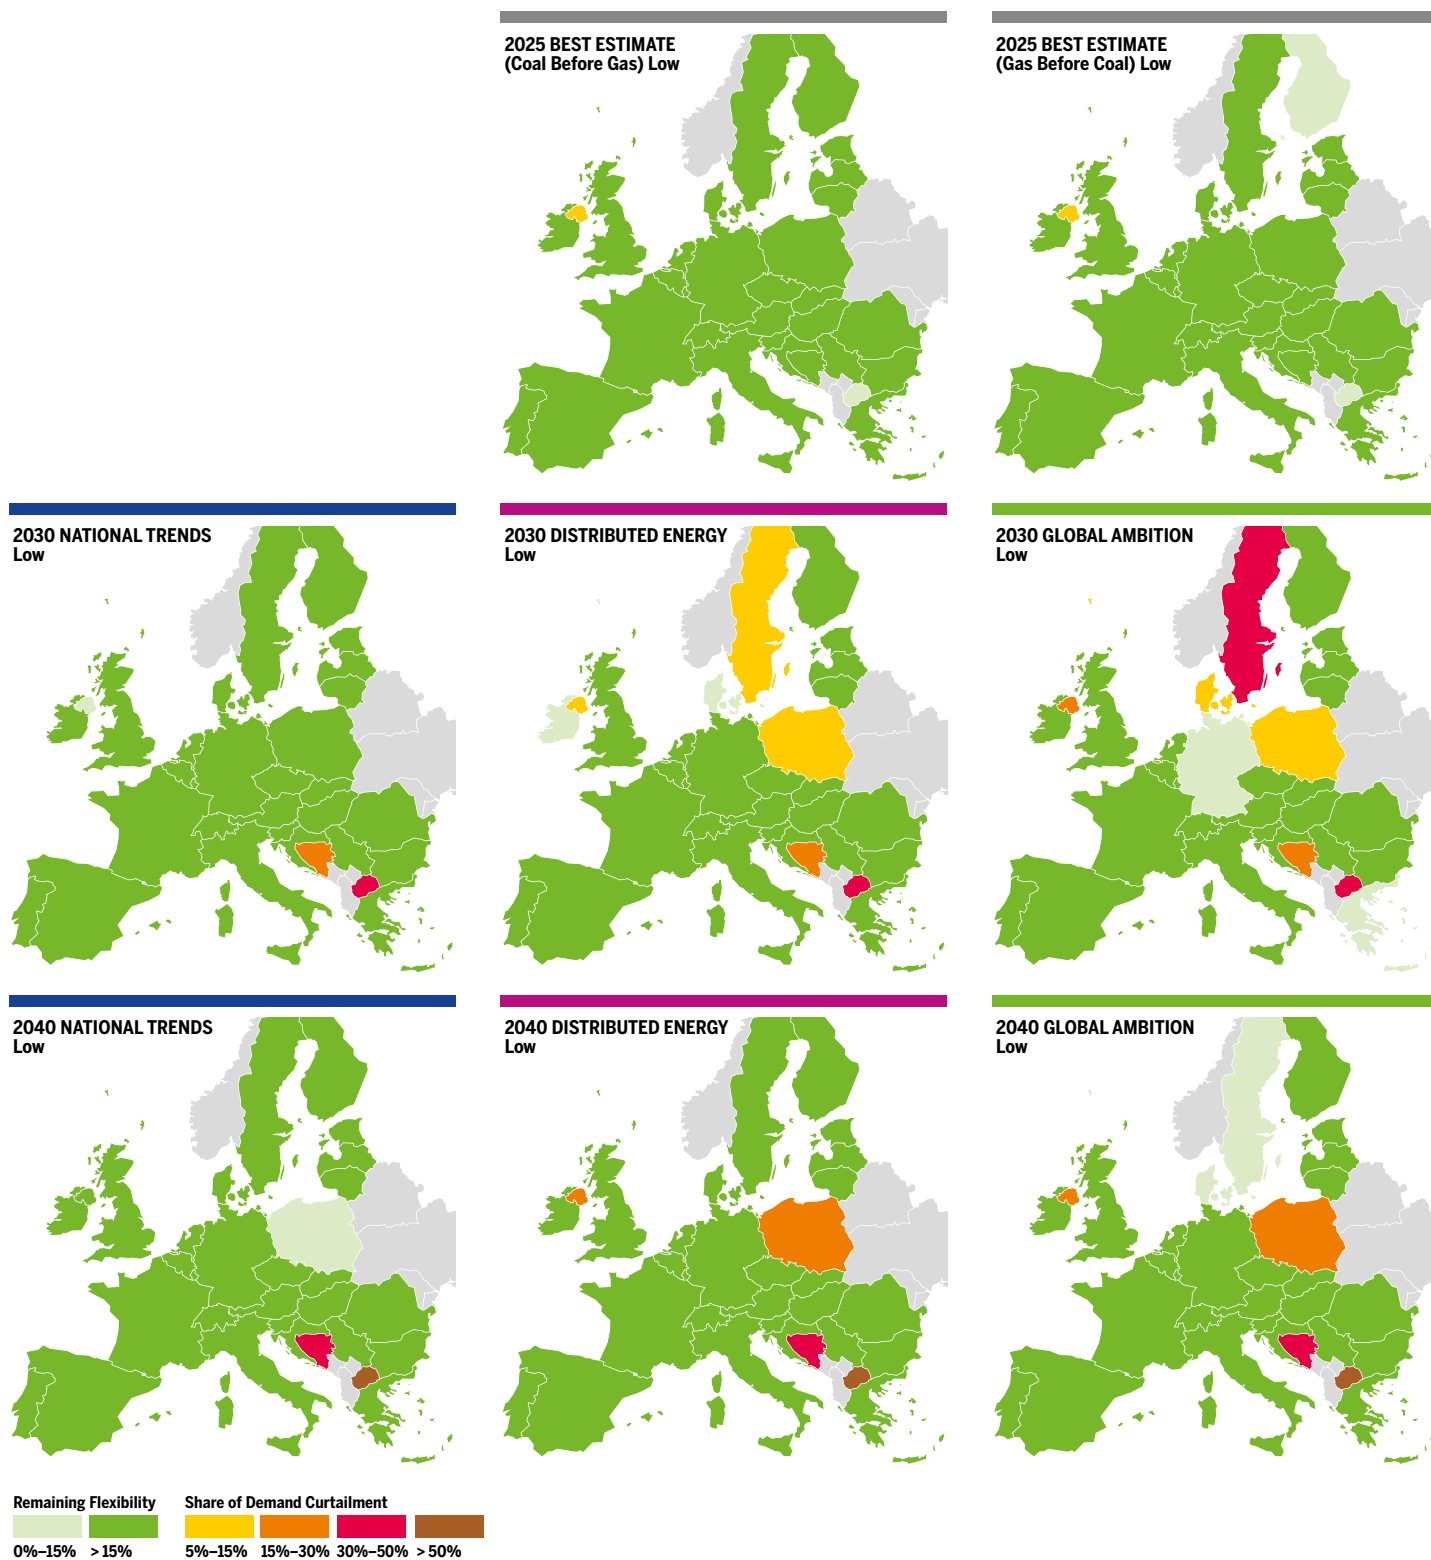 2025 BEST ESTIMATE
(Coal Before Gas) Low
2025 BEST ESTIMATE
(Gas Before Coal) Low
2030 NATIONAL TRENDS
Low
2030 DISTRIBUTED ENERGY
Low
2030 GLOBAL AMBITION
Low
2040 NATIONAL TRENDS
Low
2040 DISTRIBUTED ENERGY
Low
2040 GLOBAL AMBITION
Low
Remaining Flexibility
0%–15% > 15%
Share of Demand Curtailment
5%–15% 15%–30% 30%–50% > 50%